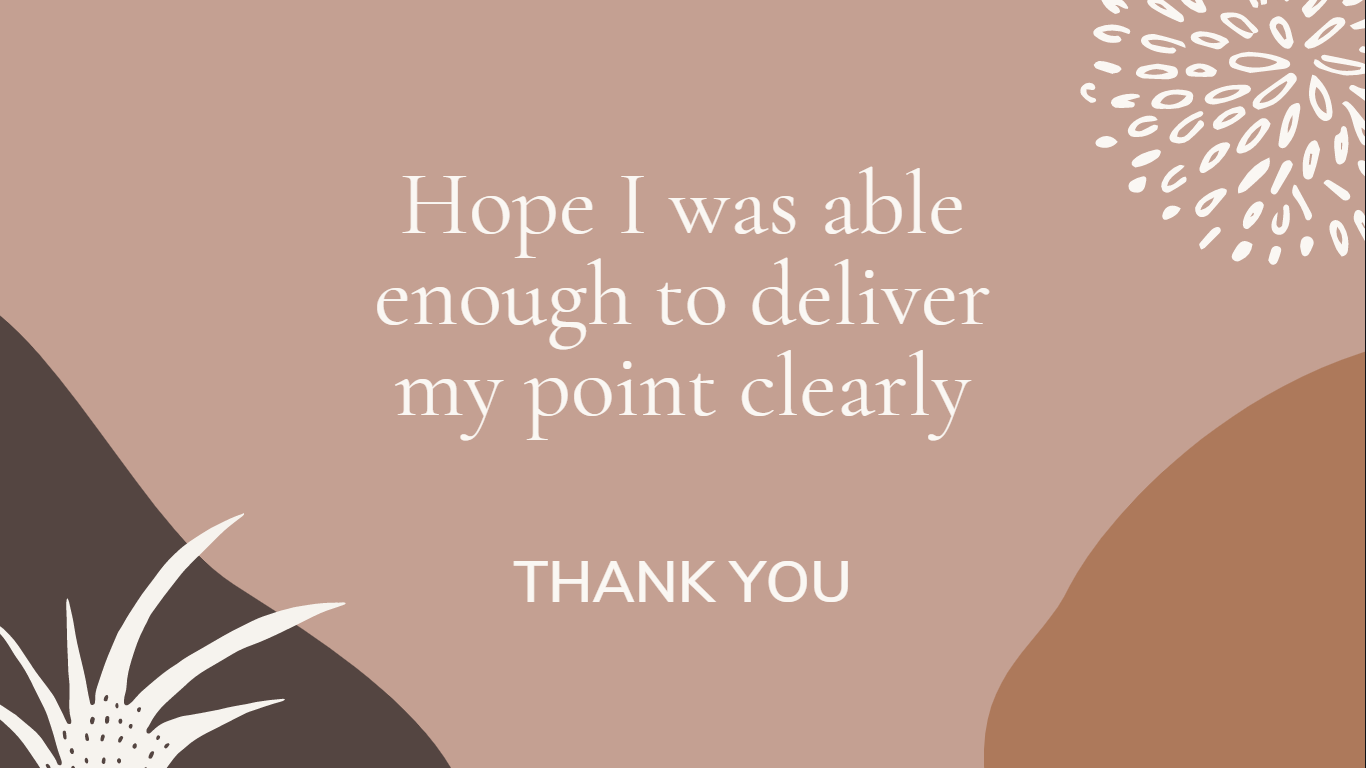 Hope I was able
enough to deliver
my point clearly
THANK YOU